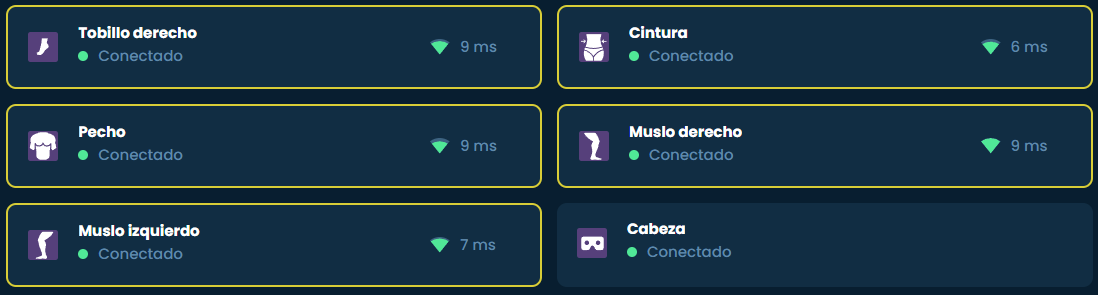 Tobillo derecho
Conectado
9 ms
Cintura
Conectado
6 ms
Pecho
Conectado
9 ms
Muslo derecho
Conectado
9 ms
Muslo izquierdo
Conectado
7 ms
Cabeza
Conectado